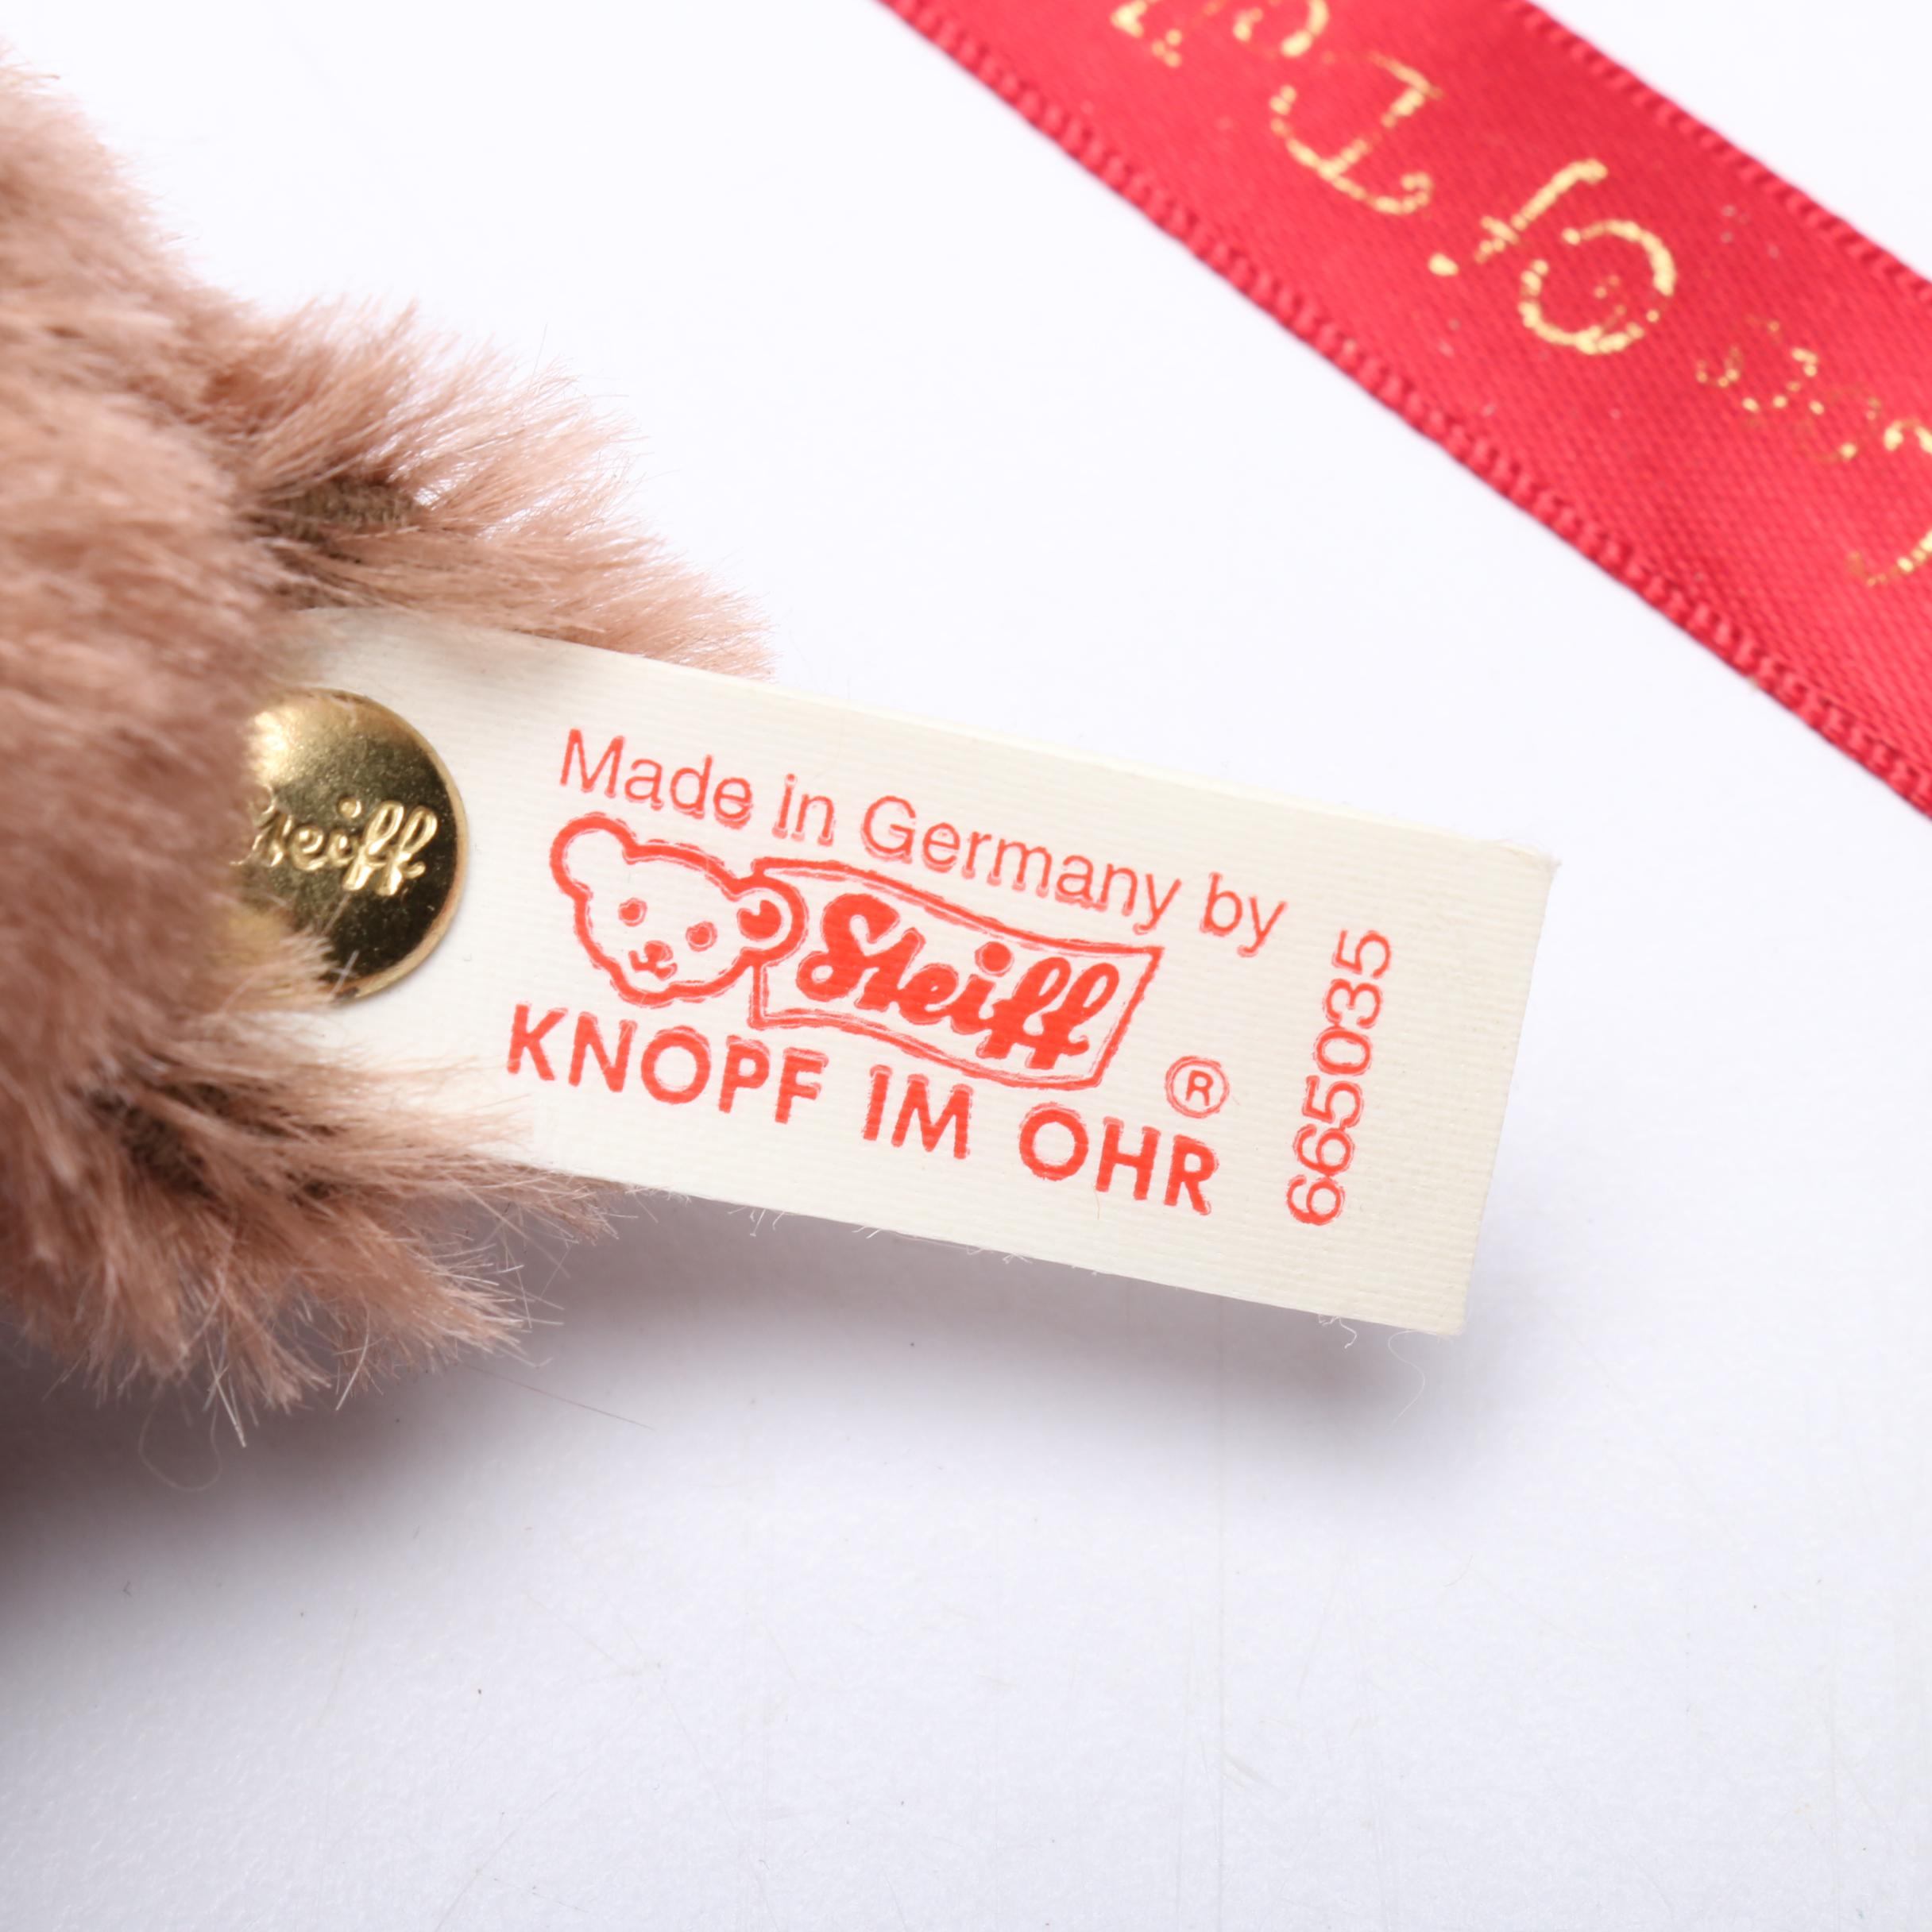 Steiff
Made in Germany by
Steiff
®
KNOPF IM OHR
665035